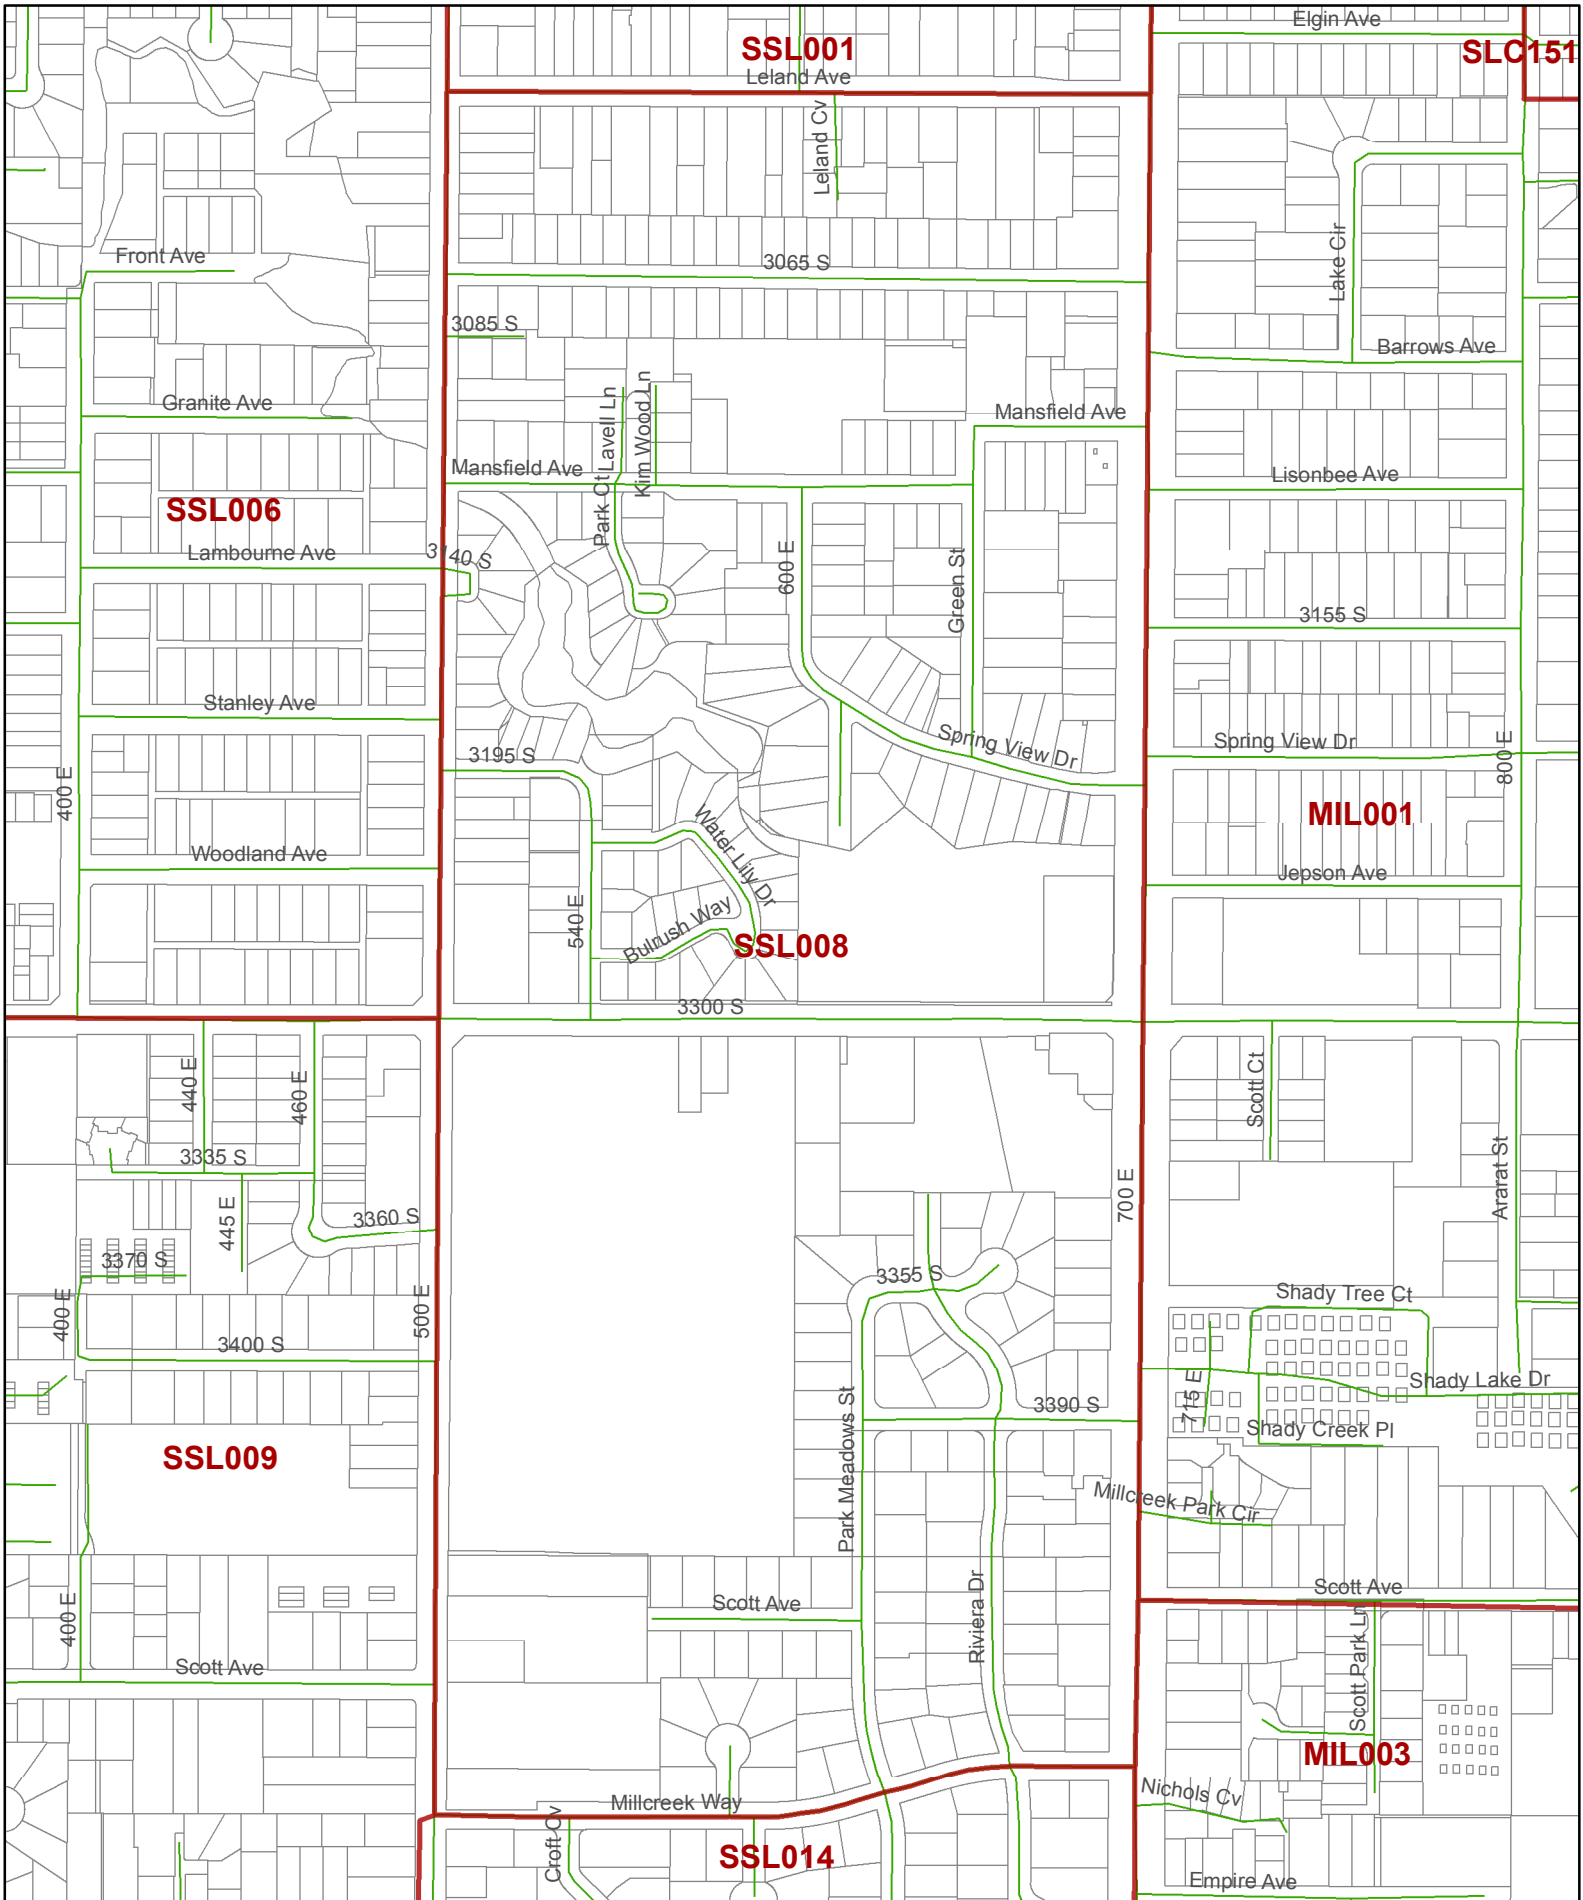 Elgin Ave
SSL001
SLC151
Leland Ave
Leland Cv
Front Ave
3065 S
Lake Cir
3085 S
Barrows Ave
Granite Ave
Park Ct
Lavell Ln
Kim Wood Ln
Mansfield Ave
Mansfield Ave
Lisonbee Ave
SSL006
Lambourne Ave
3140 S
600 E
Green St
3155 S
Stanley Ave
3195 S
Spring View Dr
Spring View Dr
800 E
400 E
Water Lily Dr
MIL001
Woodland Ave
Jepson Ave
540 E
Bulrush Way
SSL008
3300 S
440 E
460 E
Scott Ct
3335 S
445 E
3360 S
700 E
Ararat St
3370 S
3355 S
400 E
500 E
Shady Tree Ct
3400 S
Park Meadows St
3390 S
715 E
Shady Lake Dr
Shady Creek Pl
SSL009
Millcreek Park Cir
400 E
Scott Ave
Riviera Dr
Scott Ave
Scott Ave
Scott Park Ln
MIL003
Millcreek Way
Nichols Cv
Croft Cv
SSL014
Empire Ave